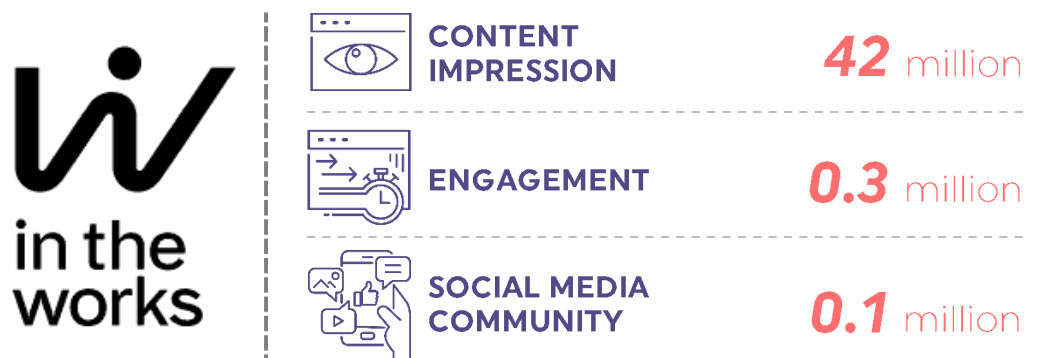 in the
works
CONTENT
IMPRESSION
42 million
ENGAGEMENT
0.3 million
SOCIAL MEDIA
COMMUNITY
0.1 million